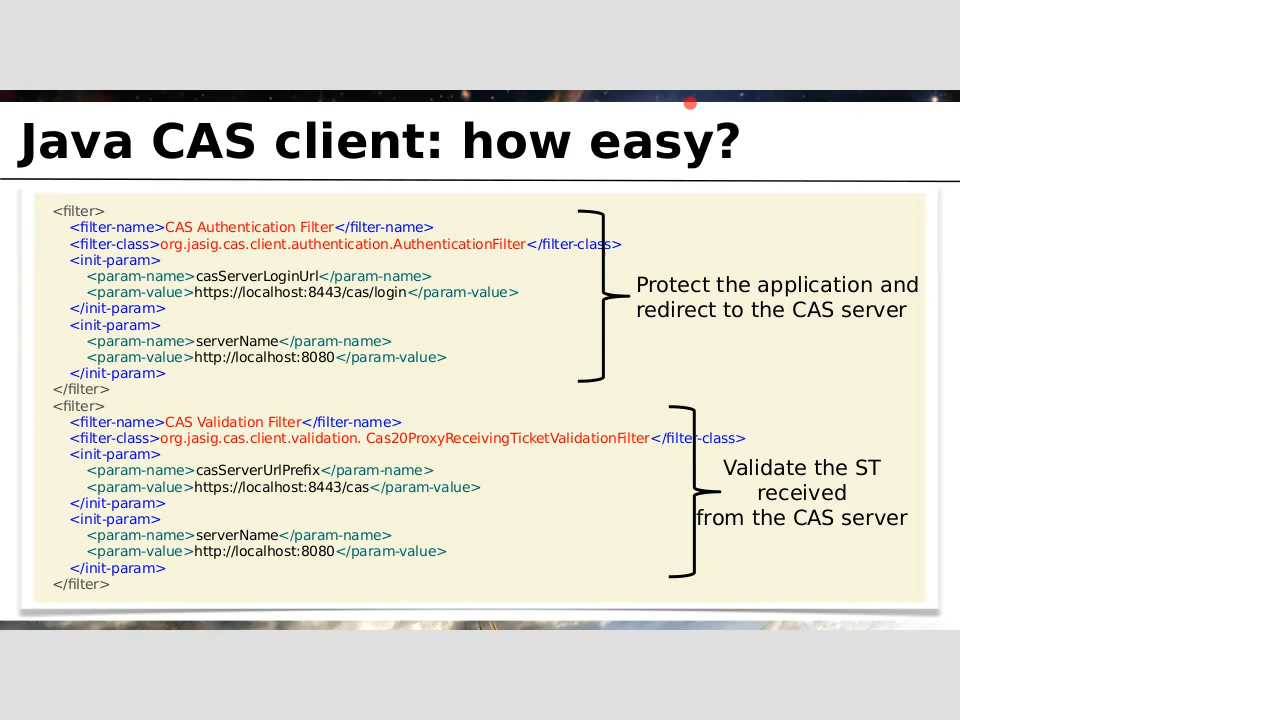 Java CAS client: how easy?
<filter>
<filter-name>CAS Authentication Filter</filter-name>
<filter-class>org.jasig.cas.client.authentication.AuthenticationFilter</filter-class>
<init-param>
<param-name>casServerLoginUrl</param-name>
<param-value>https://localhost:8443/cas/login</param-value>
</init-param>
<init-param>
<param-name>serverName</param-name>
<param-value>http://localhost:8080</param-value>
</init-param>
</filter>
Protect the application and
redirect to the CAS server
<filter>
<filter-name>CAS Validation Filter</filter-name>
<filter-class>org.jasig.cas.client.validation. Cas20ProxyReceivingTicketValidationFilter</filter-class>
<init-param>
<param-name>casServerUrlPrefix</param-name>
<param-value>https://localhost:8443/cas</param-value>
</init-param>
<init-param>
<param-name>serverName</param-name>
<param-value>http://localhost:8080</param-value>
</init-param>
</filter>
Validate the ST
received
from the CAS server